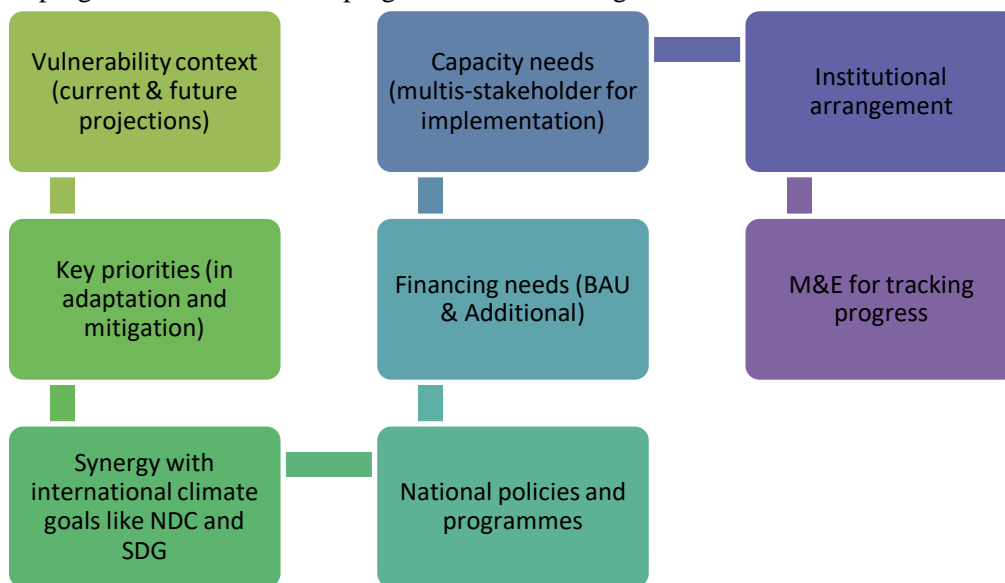 Vulnerability context
(current & future
projections)
Key priorities (in
adaptation and
mitigation)
Synergy with
international climate
goals like NDC and
SDG
National policies and
programmes
Financing needs (BAU
& Additional)
Capacity needs
(multis-stakeholder for
implementation)
Institutional
arrangement
M&E for tracking
progress